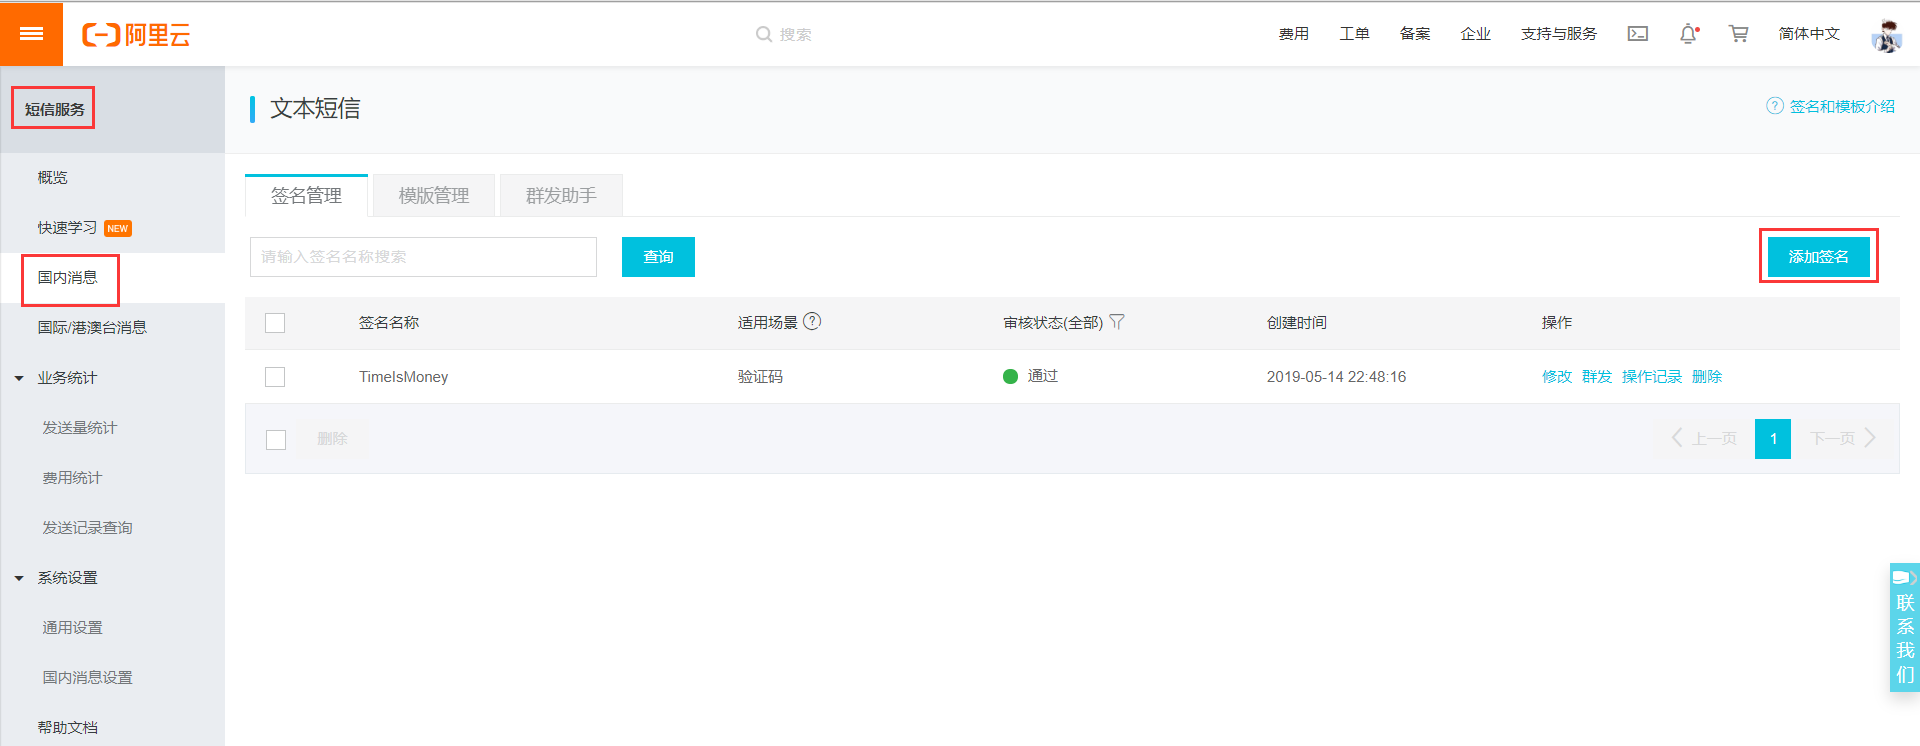 阿里云
搜索
费用 工单 备案 企业 支持与服务 简体中文
短信服务
概览
快速学习 NEW
国内消息
国际/港澳台消息
业务统计
发送量统计
费用统计
发送记录查询
系统设置
通用设置
国内消息设置
帮助文档
文本短信
签名和模板介绍
签名管理 模版管理 群发助手
请输入签名名称搜索 查询 添加签名
签名名称 适用场景 审核状态(全部) 创建时间 操作
TimeIsMoney 验证码 通过 2019-05-14 22:48:16 修改 群发 操作记录 删除
删除 上一页 1 下一页
联系我们